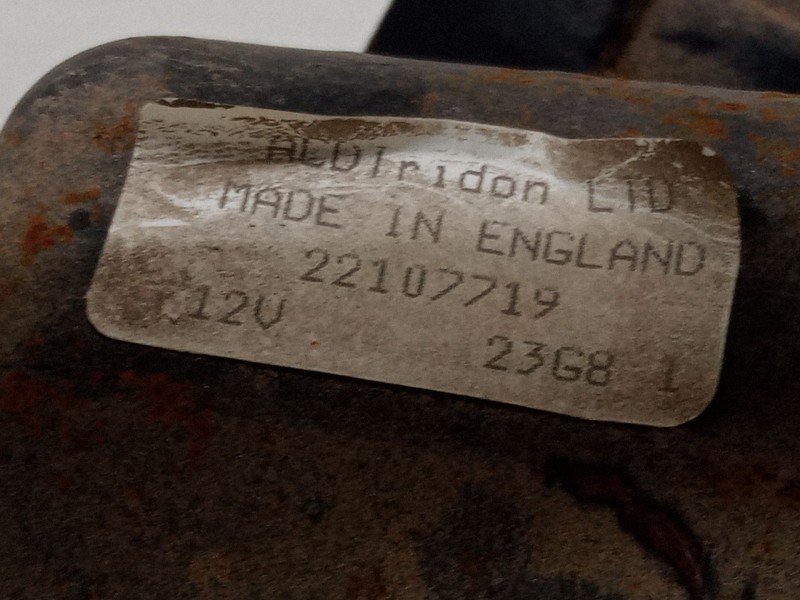 ACDTridon LTD
MADE IN ENGLAND
22107719
12V
23G8 1